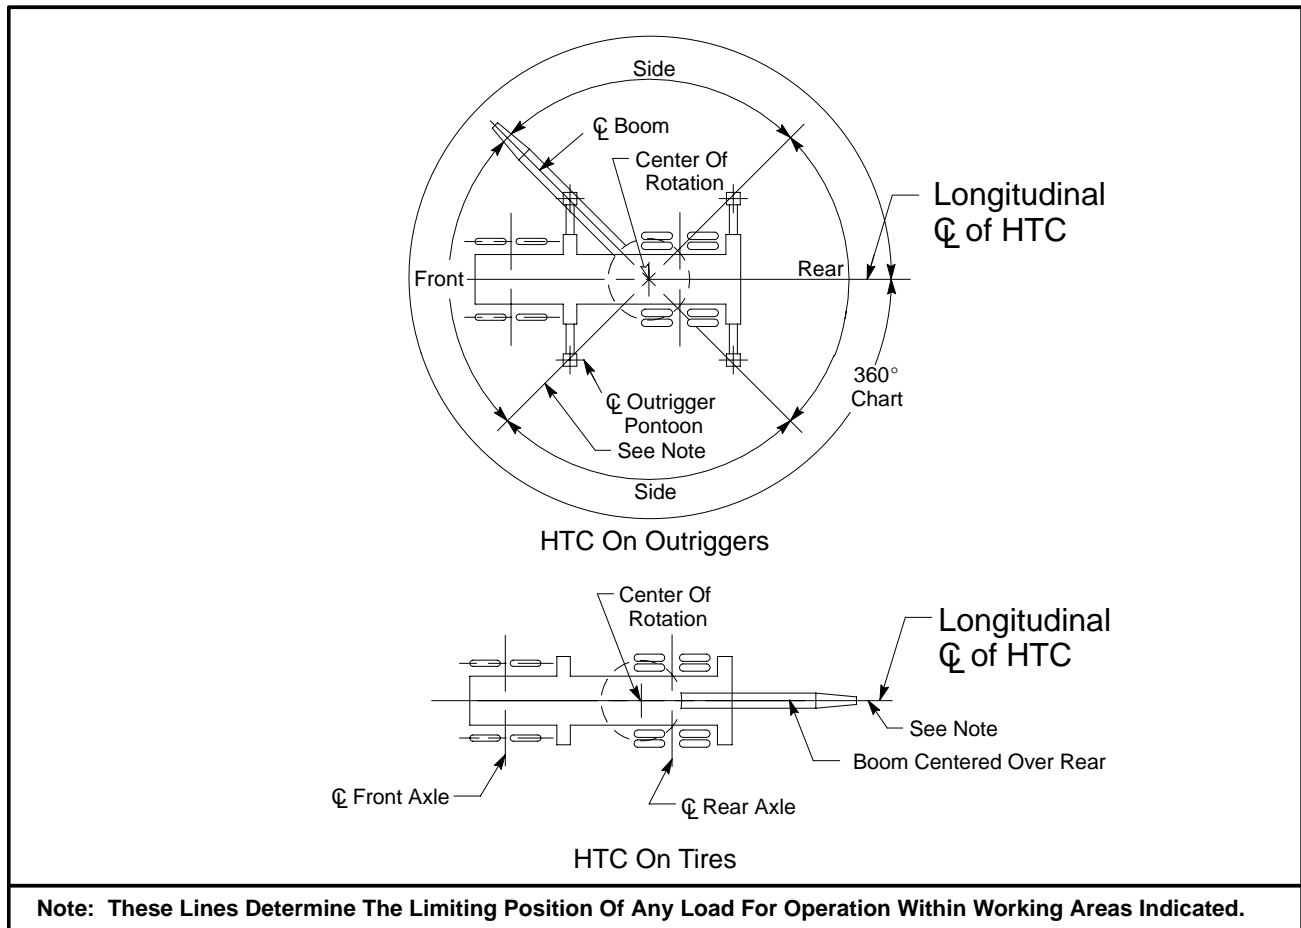 Side
℄ Boom
Center Of
Rotation
Longitudinal
℄ of HTC
Front
Rear
360°
Chart
℄ Outrigger
Pontoon
See Note
Side
HTC On Outriggers
Center Of
Rotation
Longitudinal
℄ of HTC
See Note
Boom Centered Over Rear
℄ Front Axle
℄ Rear Axle
HTC On Tires
Note: These Lines Determine The Limiting Position Of Any Load For Operation Within Working Areas Indicated.